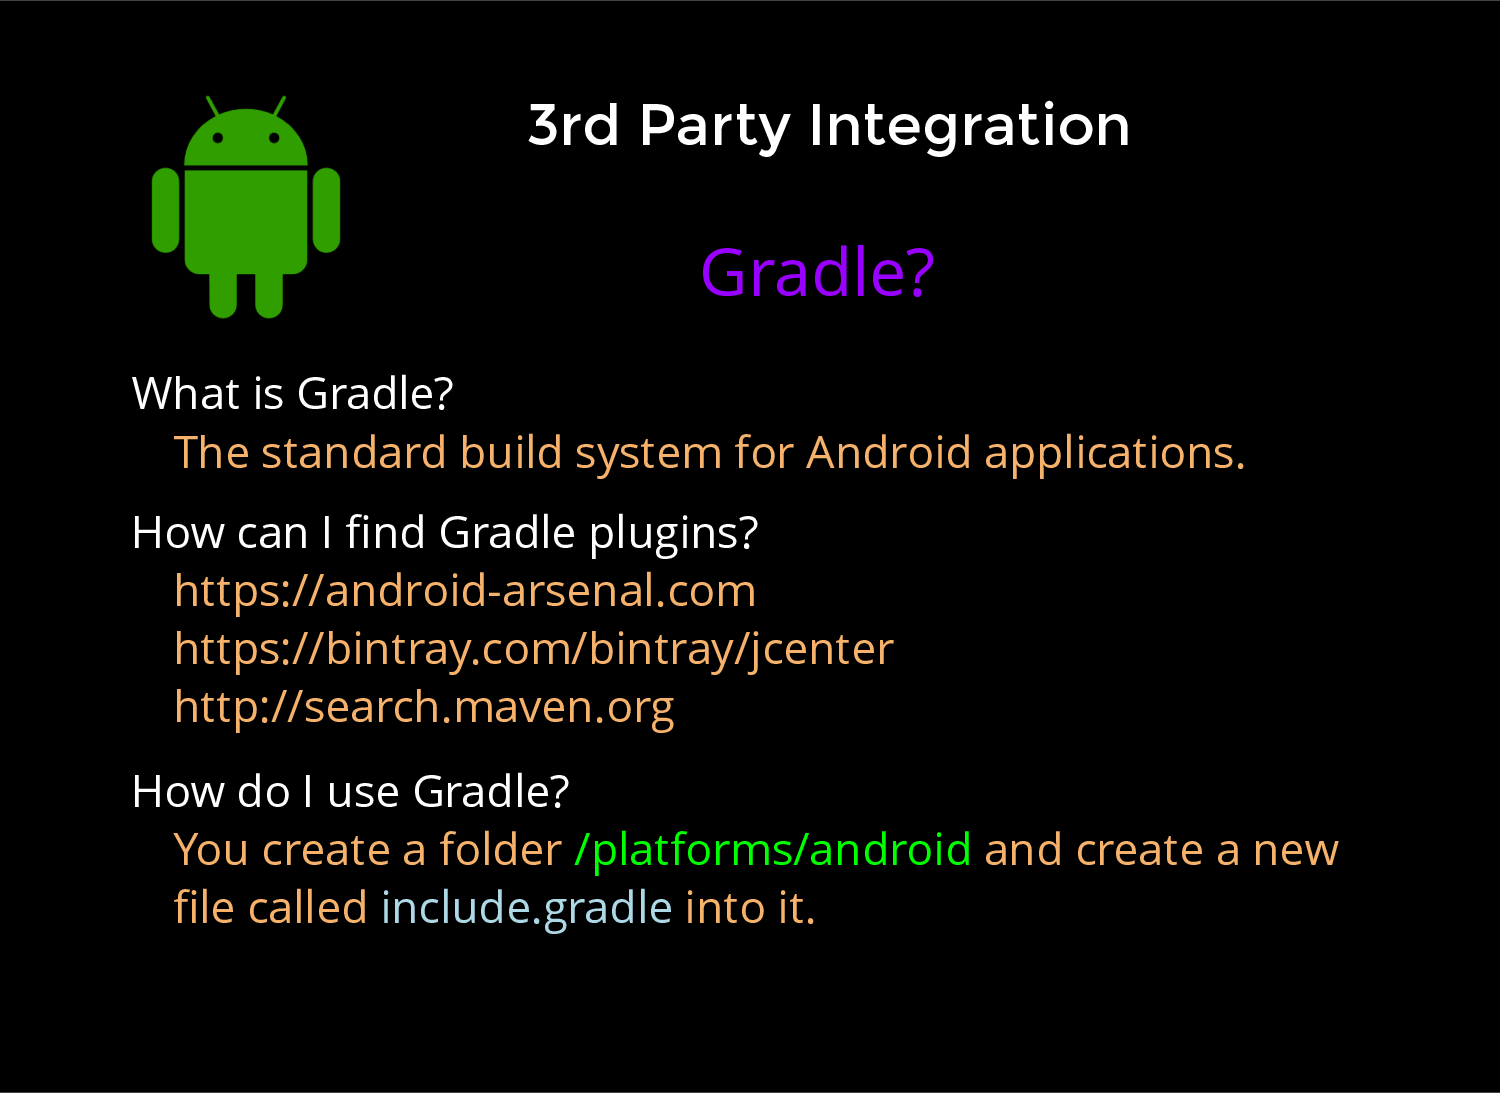 3rd Party Integration
Gradle?
What is Gradle?
The standard build system for Android applications.
How can I find Gradle plugins?
https://android-arsenal.com
https://bintray.com/bintray/jcenter
http://search.maven.org
How do I use Gradle?
You create a folder /platforms/android and create a new
file called include.gradle into it.